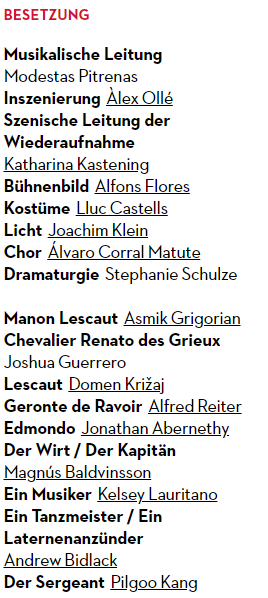 BESETZUNG
Musikalische Leitung
Modestas Pitrenas
Inszenierung Àlex Ollé
Szenische Leitung der
Wiederaufnahme
Katharina Kastening
Bühnenbild Alfons Flores
Kostüme Lluc Castells
Licht Joachim Klein
Chor Álvaro Corral Matute
Dramaturgie Stephanie Schulze
Manon Lescaut Asmik Grigorian
Chevalier Renato des Grieux
Joshua Guerrero
Lescaut Domen Križaj
Geronte de Ravoir Alfred Reiter
Edmondo Jonathan Abernethy
Der Wirt / Der Kapitän
Magnús Baldvinsson
Ein Musiker Kelsey Lauritano
Ein Tanzmeister / Ein
Laternenanzünder
Andrew Bidlack
Der Sergeant Pilgoo Kang